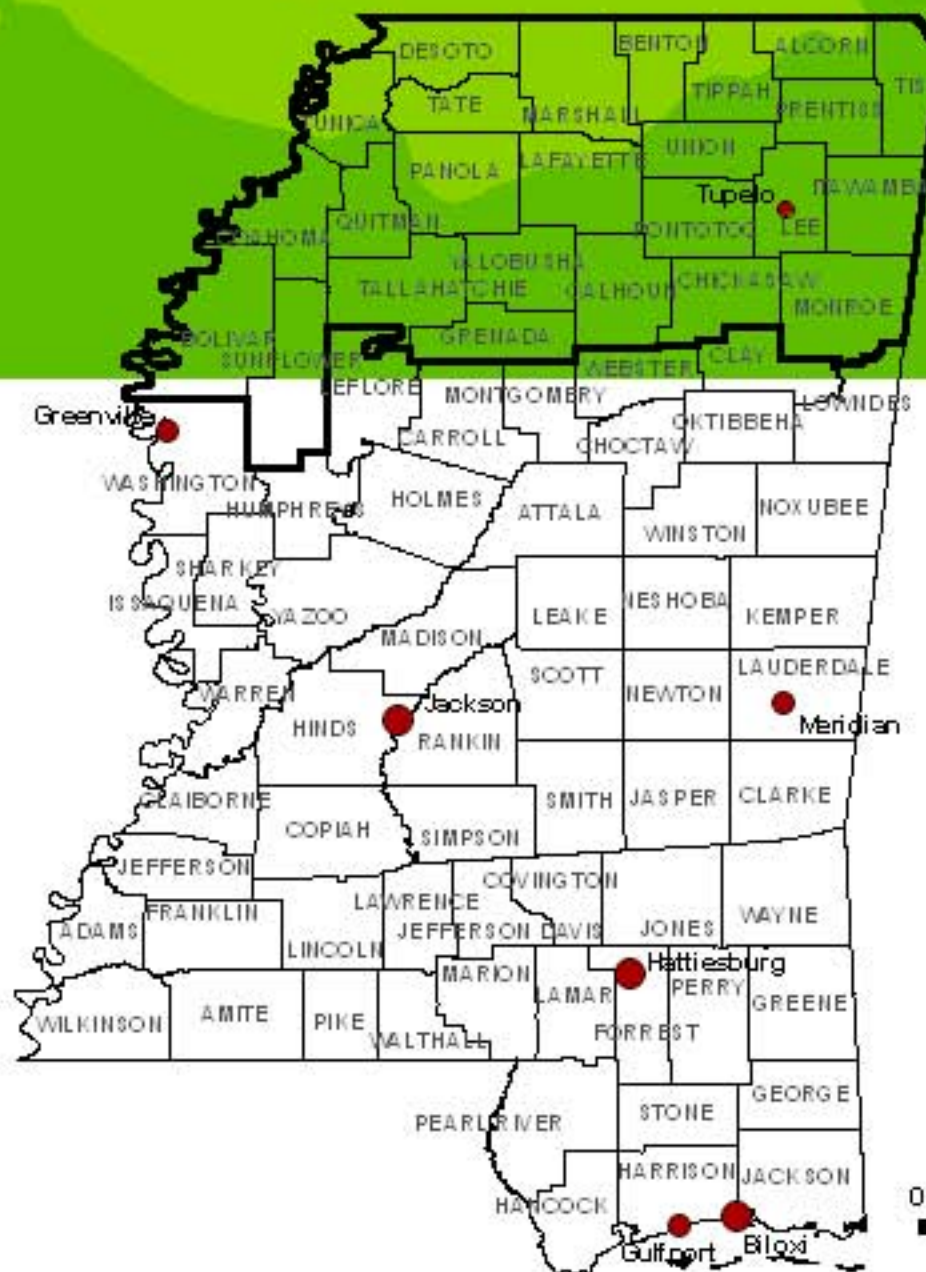 DESOTO
BENTON
ALCORN
TATE
MARSHALL
TIPPAH
TIS
PRENTISS
TUNICA
PANOLA
LAFAYETTE
UNION
Tupelo
ITAWAMBA
QUITMAN
PONTOTOC
LEE
COAHOMA
YALOBUSHA
TALLAHATCHIE
CALHOUN
CHICKASAW
MONROE
BOLIVAR
SUNFLOWER
GRENADA
WEBSTER
CLAY
LEFLORE
MONTGOMERY
LOWNDES
Greenville
OKTIBBEHA
CARROLL
CHOCTAW
WASHINGTON
HUMPHREYS
HOLMES
ATTALA
NOXUBEE
WINSTON
SHARKEY
ISSAQUENA
YAZOO
LEAKE
NESHOBA
KEMPER
MADISON
SCOTT
LAUDERDALE
WARREN
NEWTON
Jackson
HINDS
RANKIN
Meridian
CLAIBORNE
SMITH
JASPER
CLARKE
COPIAH
SIMPSON
JEFFERSON
COVINGTON
LAWRENCE
FRANKLIN
ADAMS
JEFFERSON DAVIS
JONES
WAYNE
LINCOLN
Hattiesburg
MARION
LAMAR
PERRY
GREENE
WILKINSON
AMITE
PIKE
WALTHALL
FORREST
GEORGE
STONE
PEARL RIVER
HARRISON
JACKSON
HANCOCK
0
Gulfport
Biloxi